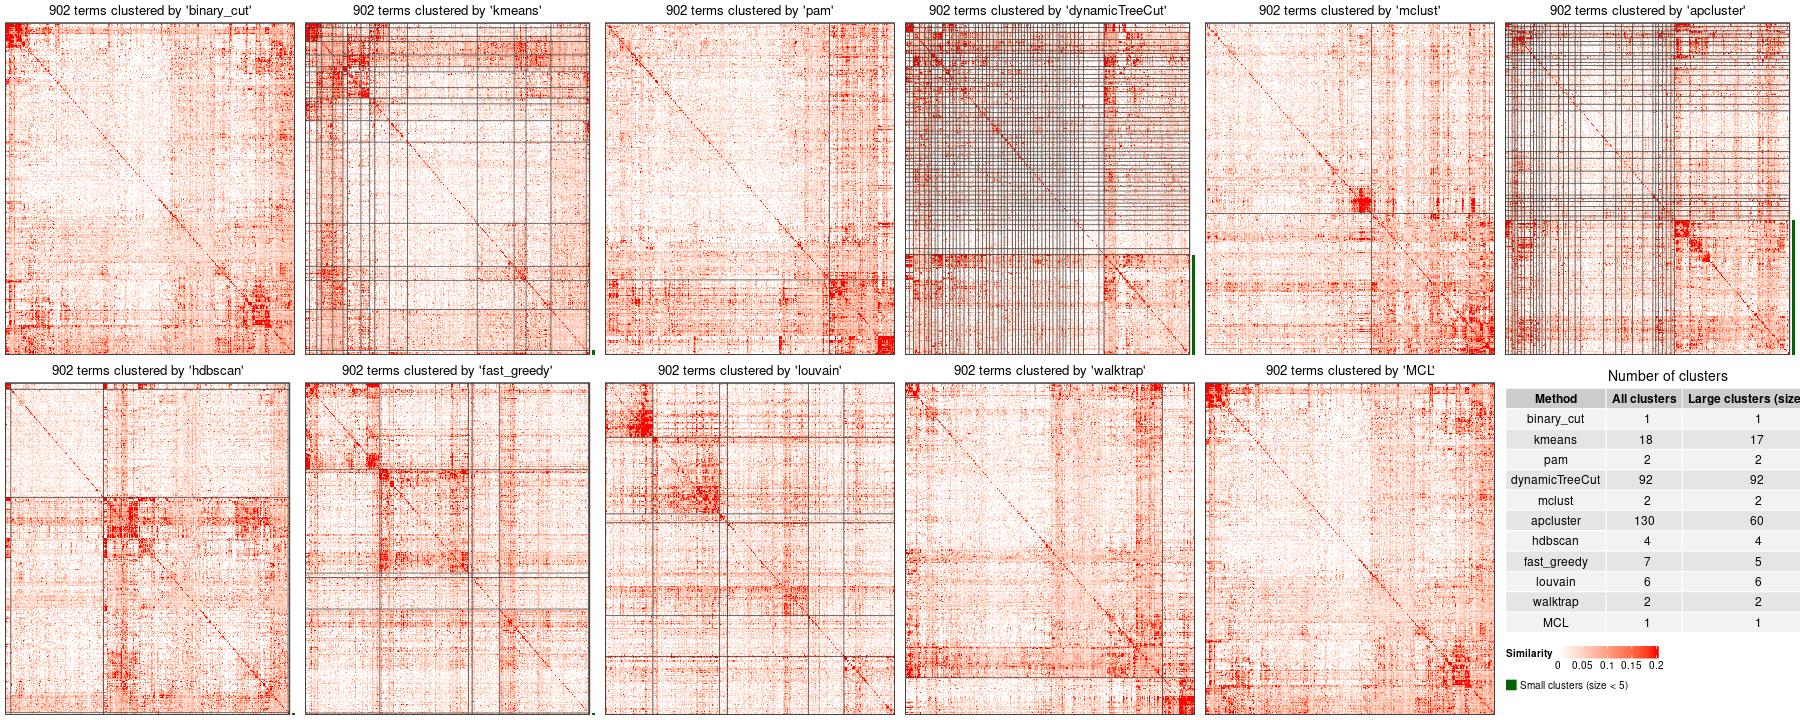 902 terms clustered by 'binary_cut'
902 terms clustered by 'kmeans'
902 terms clustered by 'pam'
902 terms clustered by 'dynamicTreeCut'
902 terms clustered by 'mclust'
902 terms clustered by 'apcluster'
902 terms clustered by 'hdbscan'
902 terms clustered by 'fast_greedy'
902 terms clustered by 'louvain'
902 terms clustered by 'walktrap'
902 terms clustered by 'MCL'
Number of clusters
Method All clusters Large clusters (size
binary_cut 1 1
kmeans 18 17
pam 2 2
dynamicTreeCut 92 92
mclust 2 2
apcluster 130 60
hdbscan 4 4
fast_greedy 7 5
louvain 6 6
walktrap 2 2
MCL 1 1
Similarity
0 0.05 0.1 0.15 0.2
Small clusters (size < 5)